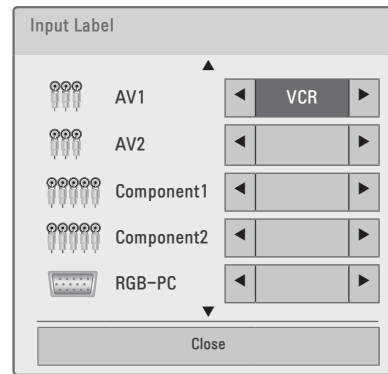 Input Label
AV1 VCR
AV2
Component1
Component2
RGB-PC
Close